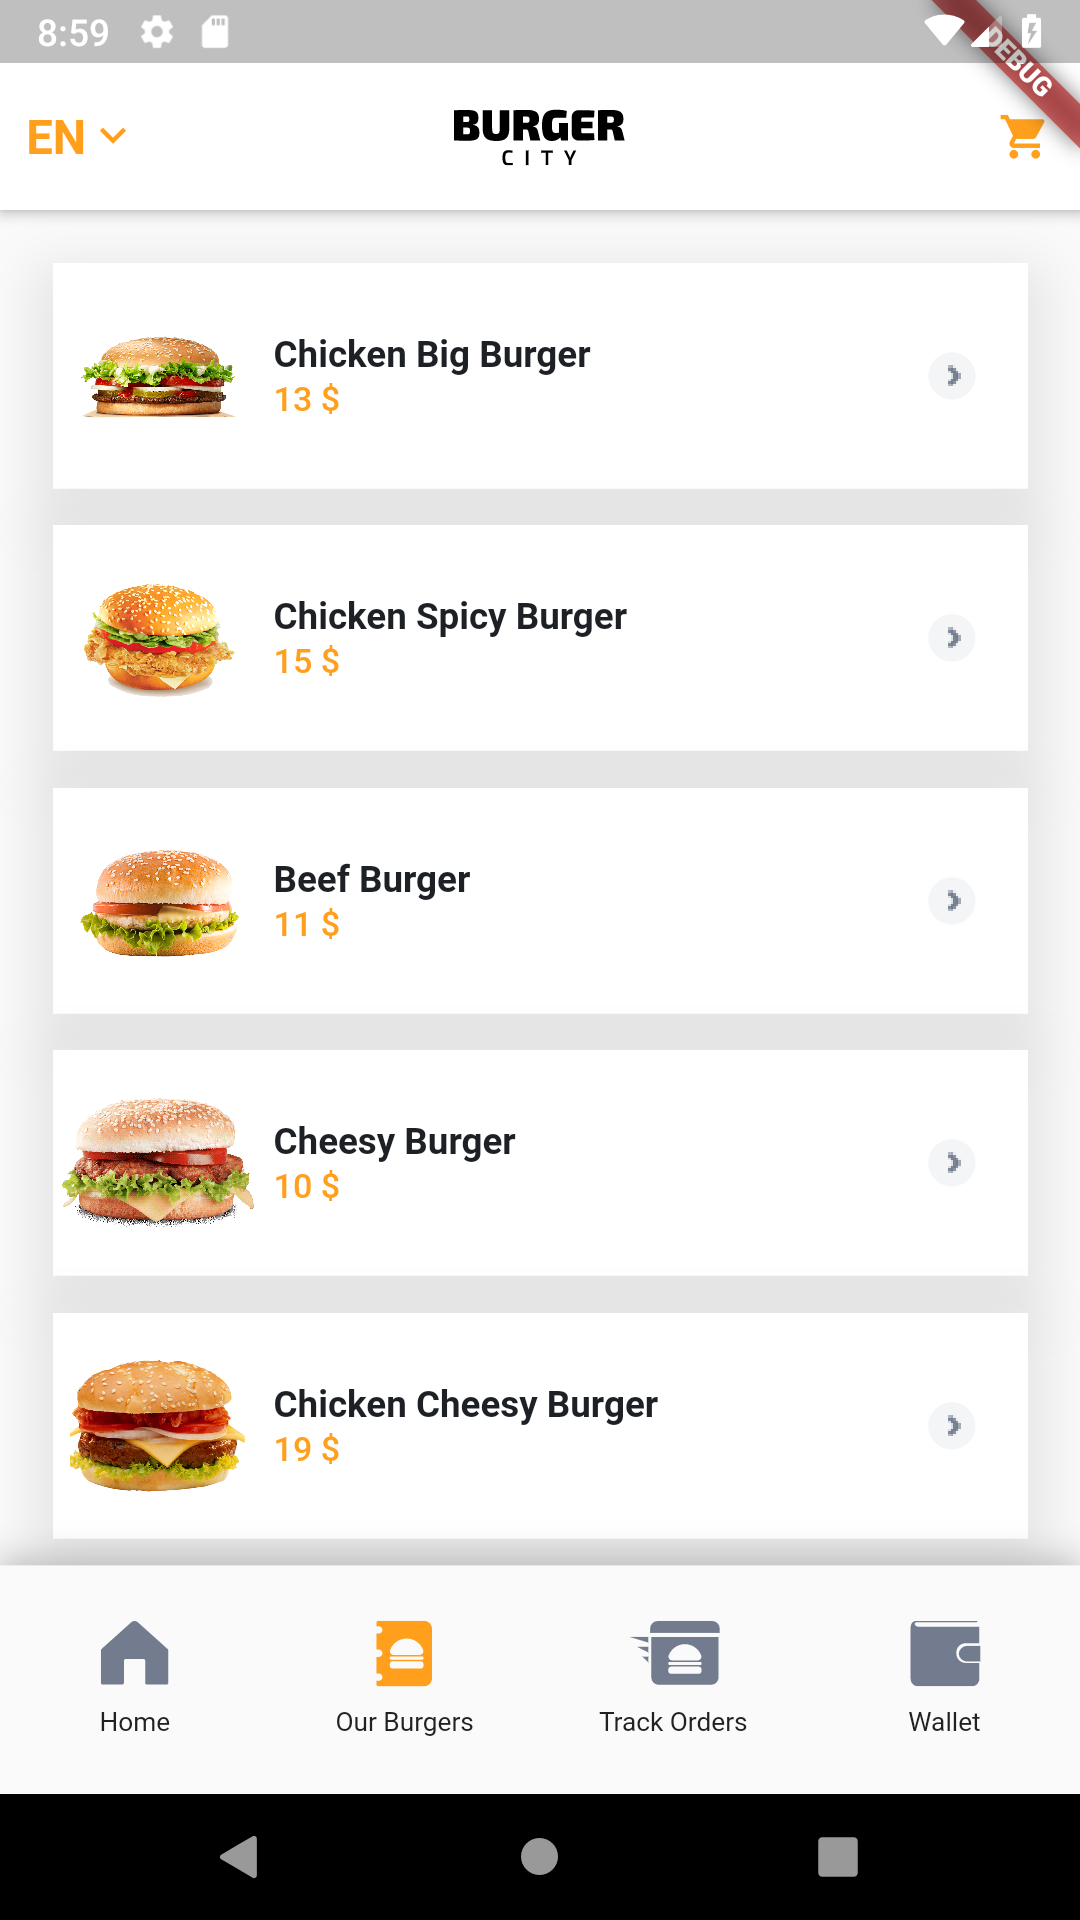 8:59
DEBUG
EN
BURGER
CITY
Chicken Big Burger
13 $
Chicken Spicy Burger
15 $
Beef Burger
11 $
Cheesy Burger
10 $
Chicken Cheesy Burger
19 $
Home
Our Burgers
Track Orders
Wallet